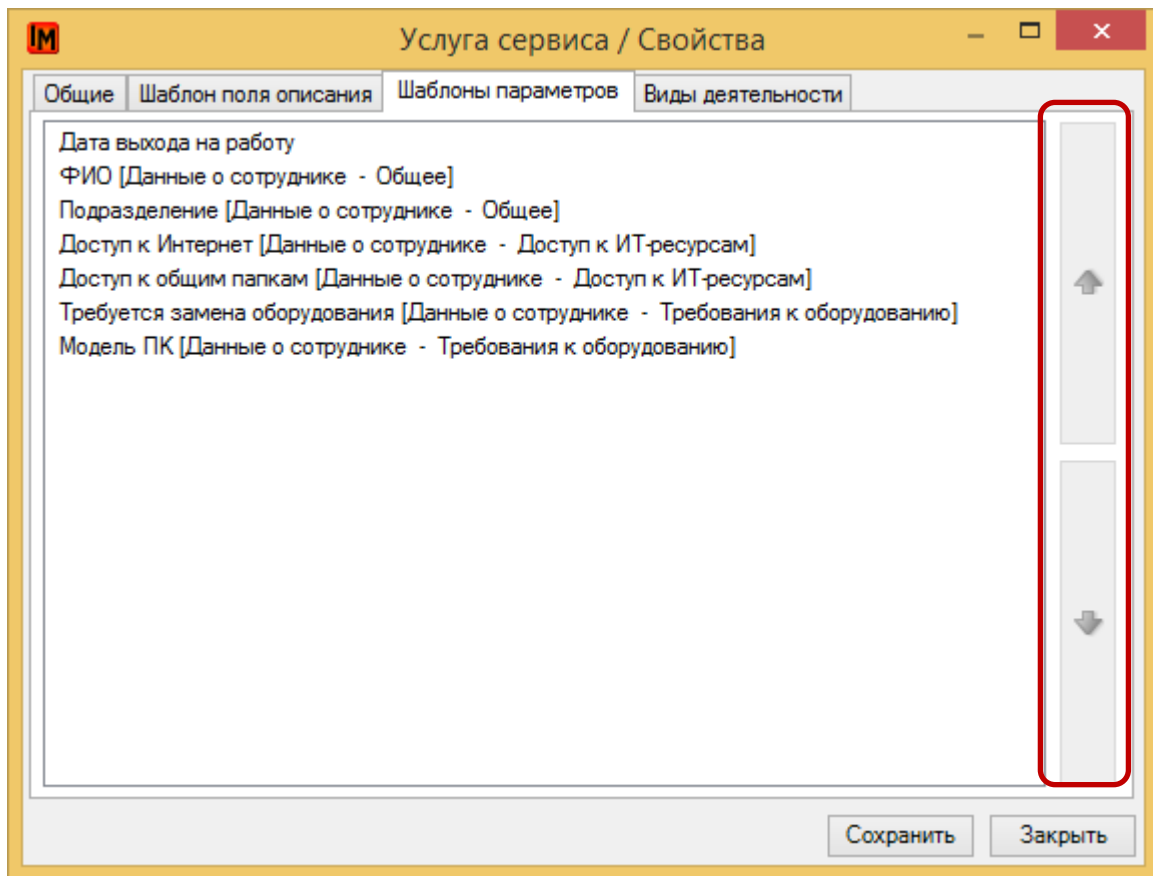 IM
Услуга сервиса / Свойства
Общие Шаблон поля описания Шаблоны параметров Виды деятельности
Дата выхода на работу
ФИО [Данные о сотруднике - Общее]
Подразделение [Данные о сотруднике - Общее]
Доступ к Интернет [Данные о сотруднике - Доступ к ИТ-ресурсам]
Доступ к общим папкам [Данные о сотруднике - Доступ к ИТ-ресурсам]
Требуется замена оборудования [Данные о сотруднике - Требования к оборудованию]
Модель ПК [Данные о сотруднике - Требования к оборудованию]
Сохранить Закрыть